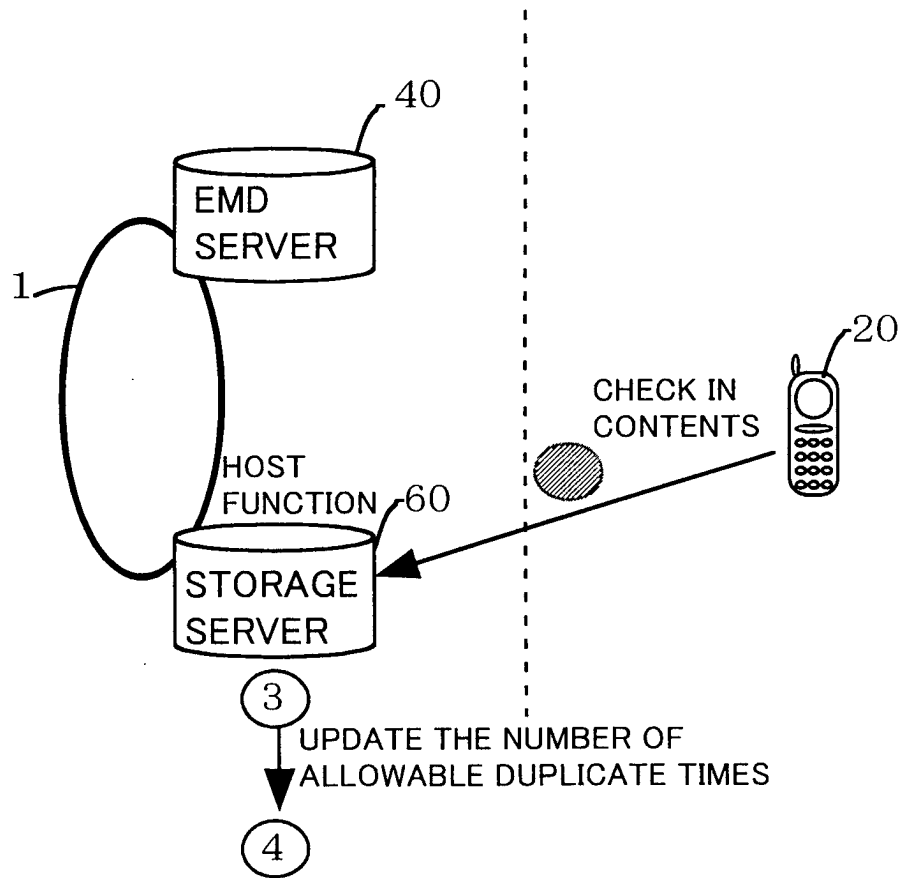 40
EMD
SERVER
1
20
CHECK IN
CONTENTS
HOST
FUNCTION
60
STORAGE
SERVER
3
UPDATE THE NUMBER OF
ALLOWABLE DUPLICATE TIMES
4